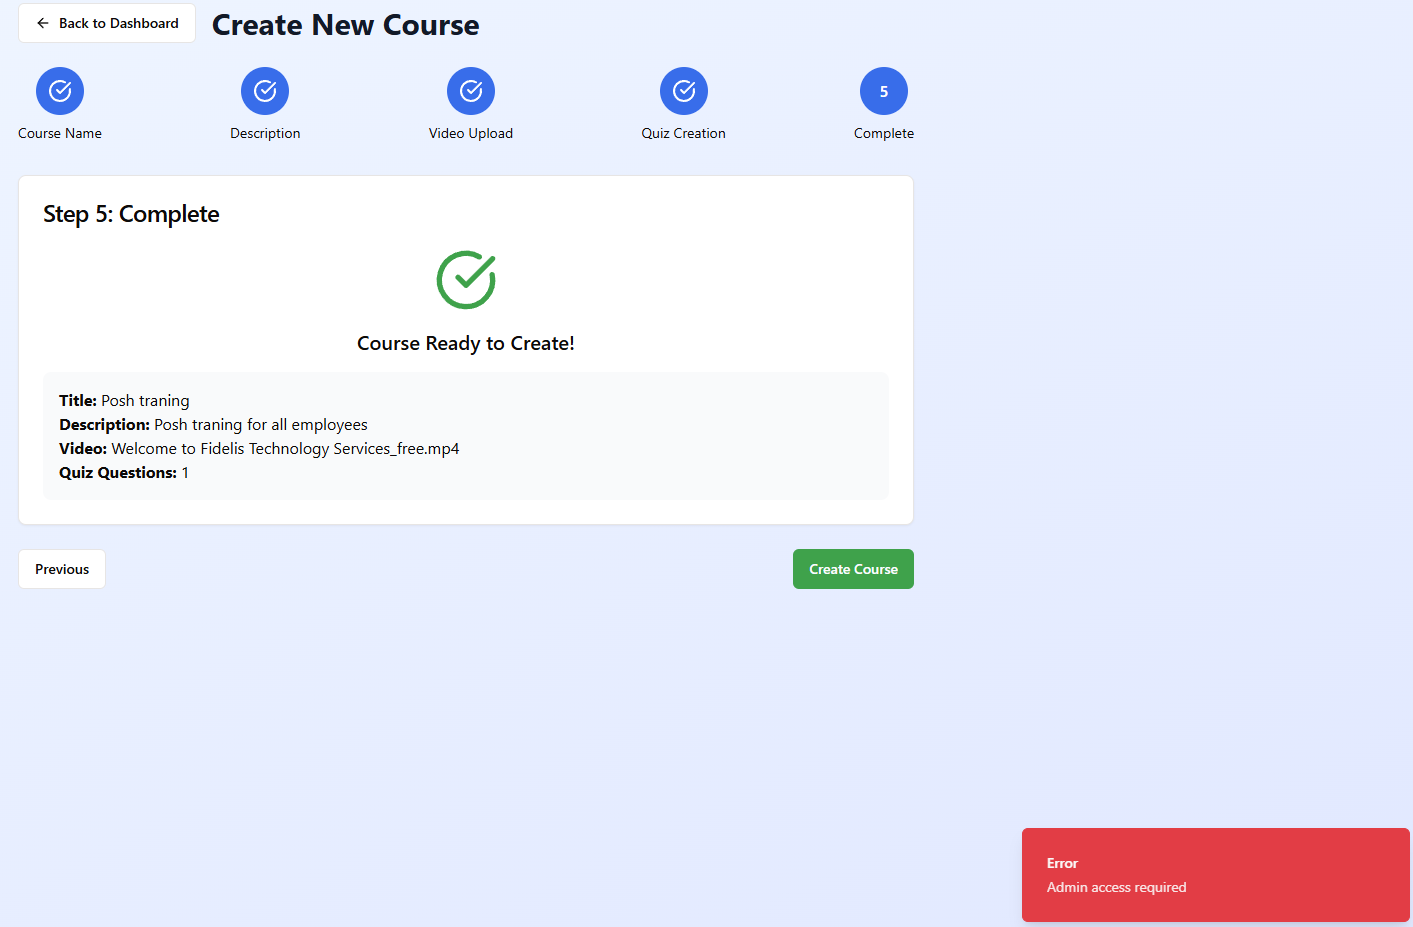 Back to Dashboard
Create New Course
5
Course Name
Description
Video Upload
Quiz Creation
Complete
Step 5: Complete
Course Ready to Create!
Title: Posh traning
Description: Posh traning for all employees
Video: Welcome to Fidelis Technology Services_free.mp4
Quiz Questions: 1
Previous
Create Course
Error
Admin access required